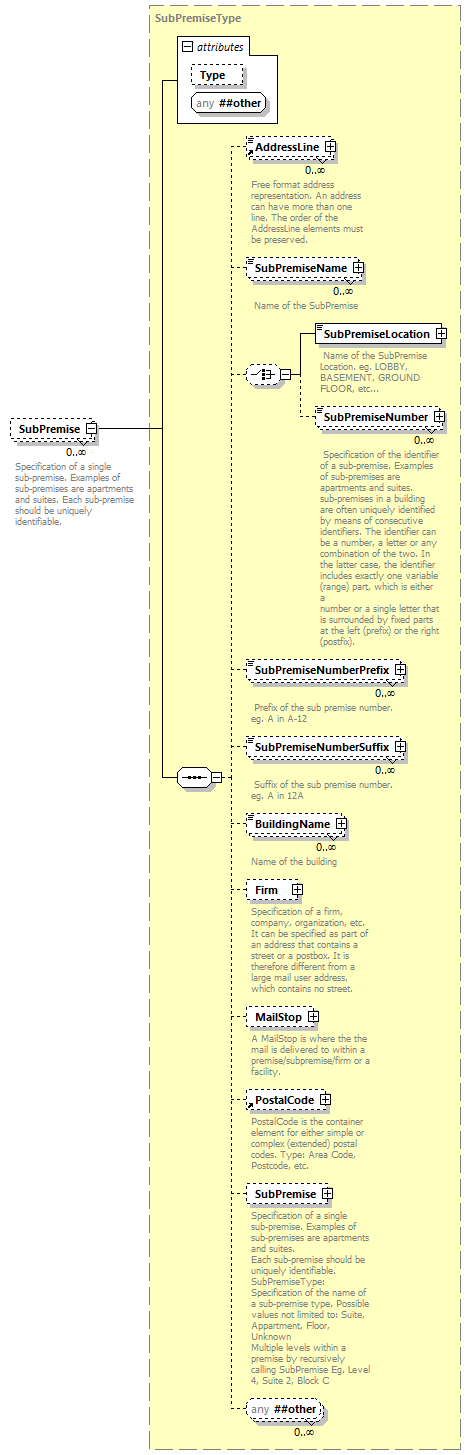 SubPremiseType
attributes
Type
any ##other
AddressLine
0..∞
Free format address
representation. An address
can have more than one
line. The order of the
AddressLine elements must
be preserved.
SubPremiseName
0..∞
Name of the SubPremise
SubPremiseLocation
Name of the SubPremise
Location. eg. LOBBY,
BASEMENT, GROUND
FLOOR, etc...
SubPremiseNumber
0..∞
Specification of the identifier
of a sub-premise. Examples
of sub-premises are
apartments and suites.
sub-premises in a building
are often uniquely identified
by means of consecutive
identifiers. The identifier can
be a number, a letter or any
combination of the two. In
the latter case, the identifier
includes exactly one variable
(range) part, which is either
a
number or a single letter that
is surrounded by fixed parts
at the left (prefix) or the right
(postfix).
SubPremise
0..∞
Specification of a single
sub-premise. Examples of
sub-premises are apartments
and suites. Each sub-premise
should be uniquely
identifiable.
SubPremiseNumberPrefix
0..∞
Prefix of the sub premise number.
eg. A in A-12
SubPremiseNumberSuffix
0..∞
Suffix of the sub premise number.
eg. A in 12A
BuildingName
0..∞
Name of the building
Firm
Specification of a firm,
company, organization, etc.
It can be specified as part of
an address that contains a
street or a postbox. It is
therefore different from a
large mail user address,
which contains no street.
MailStop
A MailStop is where the the
mail is delivered to within a
premise/subpremise/firm or a
facility.
PostalCode
PostalCode is the container
element for either simple or
complex (extended) postal
codes. Type: Area Code,
Postcode, etc.
SubPremise
Specification of a single
sub-premise. Examples of
sub-premises are apartments
and suites.
Each sub-premise should be
uniquely identifiable.
SubPremiseType:
Specification of the name of
a sub-premise type. Possible
values not limited to: Suite,
Appartment, Floor,
Unknown
Multiple levels within a
premise by recursively
calling SubPremise Eg. Level
4, Suite 2, Block C
any ##other
0..∞